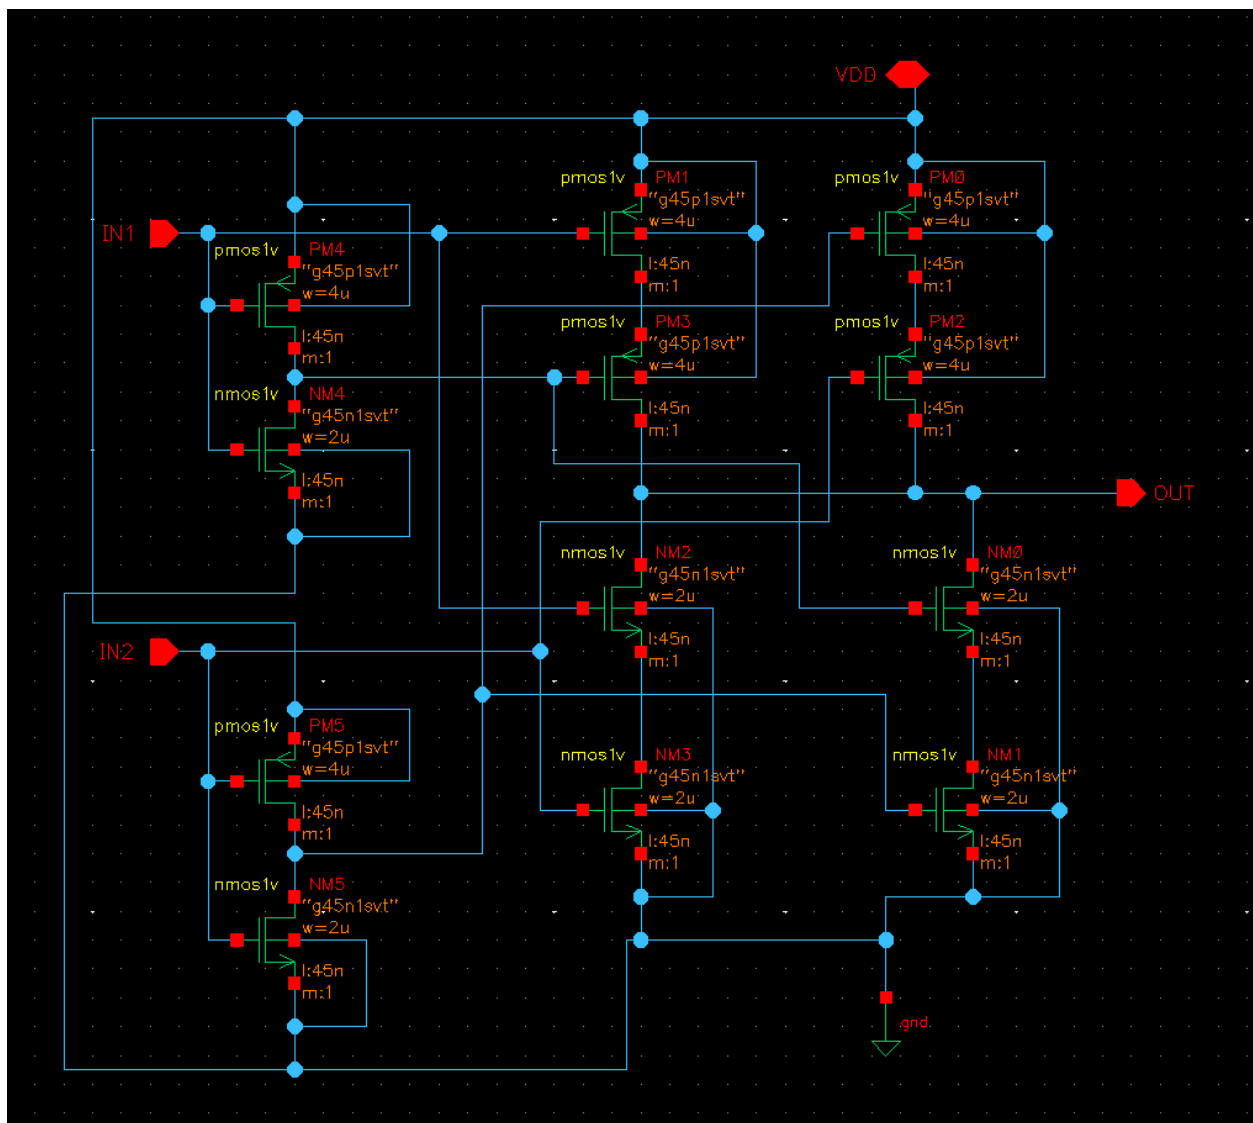 VDD
pmos1v PM1
"g45p1svt"
w=4u
l:45n
m:1
pmos1v PM0
"g45p1svt"
w=4u
l:45n
m:1
IN1
pmos1v PM4
"g45p1svt"
w=4u
l:45n
m:1
pmos1v PM3
"g45p1svt"
w=4u
l:45n
m:1
pmos1v PM2
"g45p1svt"
w=4u
l:45n
m:1
nmos1v NM4
"g45n1svt"
w=2u
l:45n
m:1
OUT
nmos1v NM2
"g45n1svt"
w=2u
l:45n
m:1
nmos1v NM0
"g45n1svt"
w=2u
l:45n
m:1
IN2
pmos1v PM5
"g45p1svt"
w=4u
l:45n
m:1
nmos1v NM3
"g45n1svt"
w=2u
l:45n
m:1
nmos1v NM1
"g45n1svt"
w=2u
l:45n
m:1
nmos1v NM5
"g45n1svt"
w=2u
l:45n
m:1
gnd